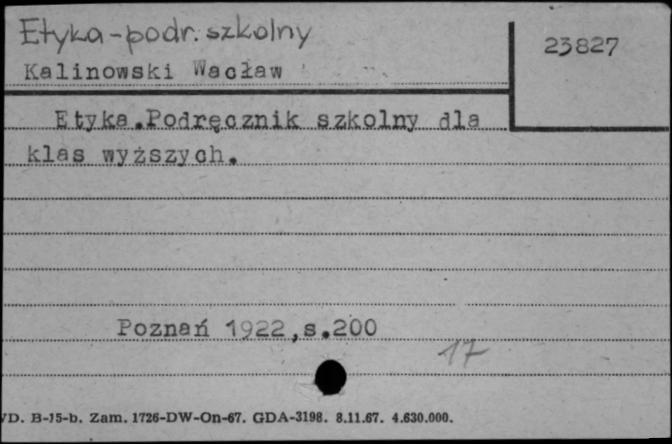 Etyka-podr. szkolny
23827
Kalinowski Wacław
Etyka.Podręcznik szkolny dla
klas wyższych.
Poznań 1922,s.200
17
/D. B-15-b. Zam. 1726-DW-On-67. GDA-3198. 8.11.67. 4.630.000.